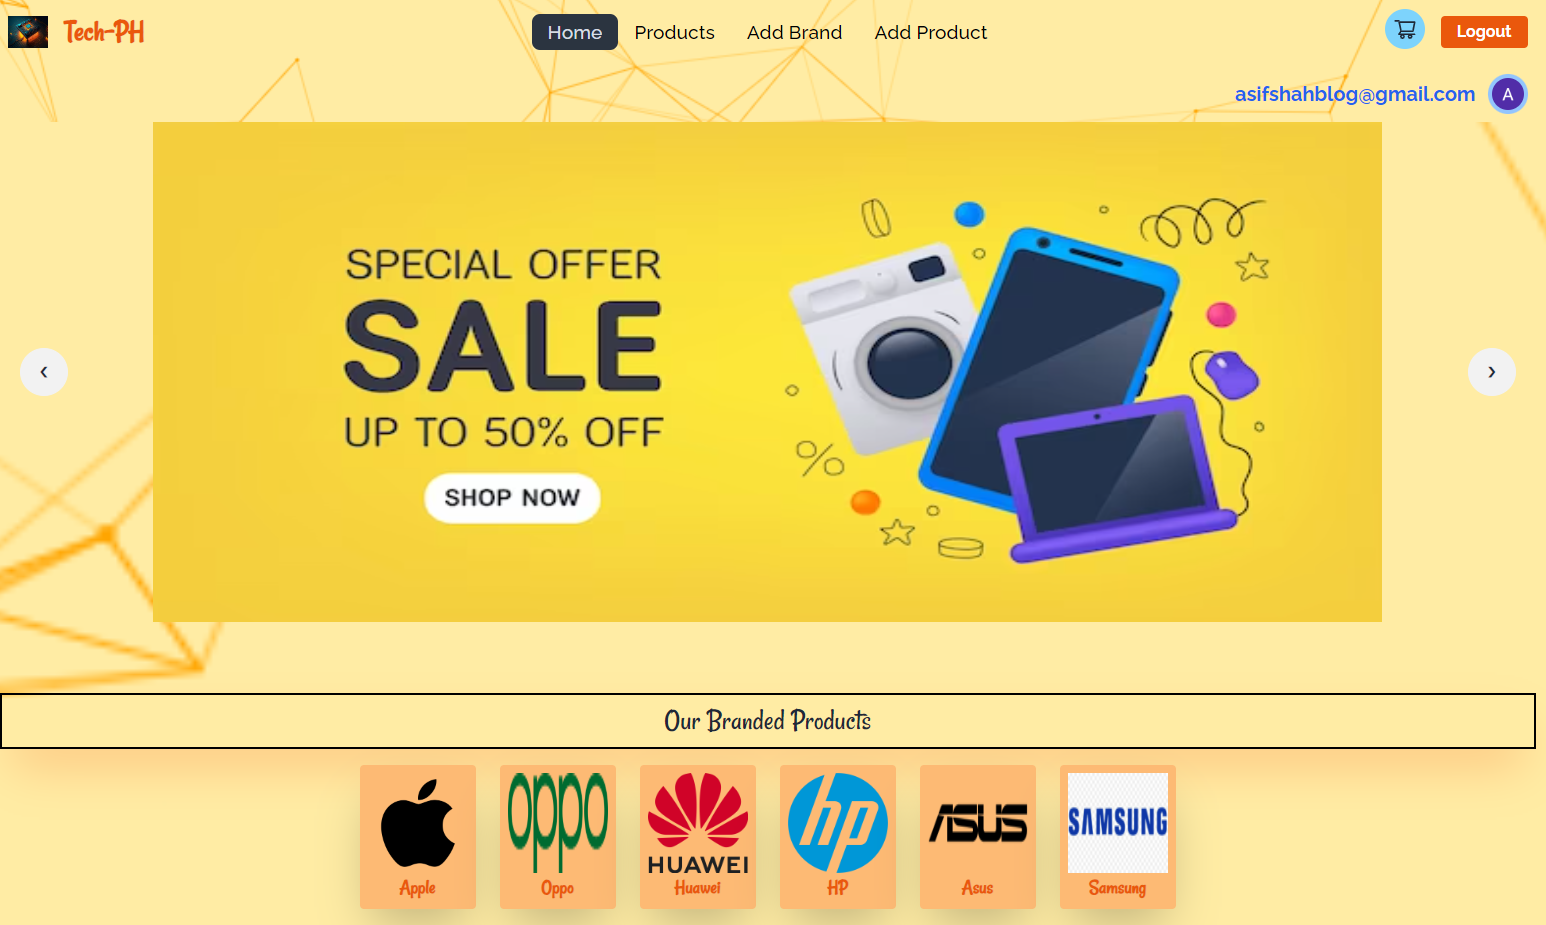 Tech-PH
Home
Products
Add Brand
Add Product
Logout
asifshahblog@gmail.com
A
SPECIAL OFFER
SALE
UP TO 50% OFF
SHOP NOW
%
‹
›
Our Branded Products
Apple
oppo
Oppo
HUAWEI
Huawei
hp
HP
ASUS
Asus
SAMSUNG
Samsung